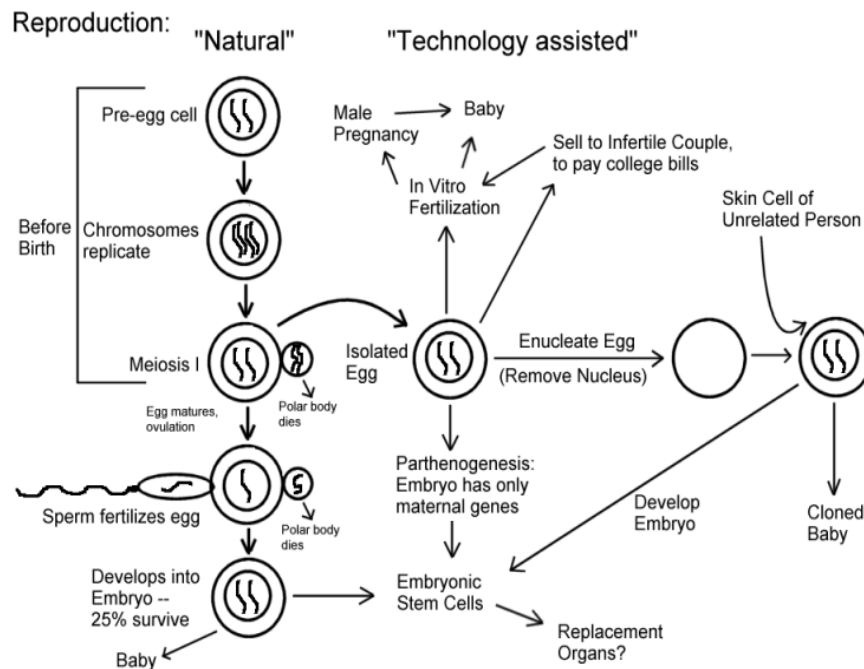 Reproduction:
"Natural"
"Technology assisted"
Pre-egg cell
Before
Birth
Chromosomes
replicate
Meiosis I
Polar body
dies
Egg matures,
ovulation
Sperm fertilizes egg
Polar body
dies
Develops into
Embryo --
25% survive
Baby
Male
Pregnancy
Baby
In Vitro
Fertilization
Sell to Infertile Couple,
to pay college bills
Isolated
Egg
Enucleate Egg
(Remove Nucleus)
Skin Cell of
Unrelated Person
Parthenogenesis:
Embryo has only
maternal genes
Develop
Embryo
Cloned
Baby
Embryonic
Stem Cells
Replacement
Organs?